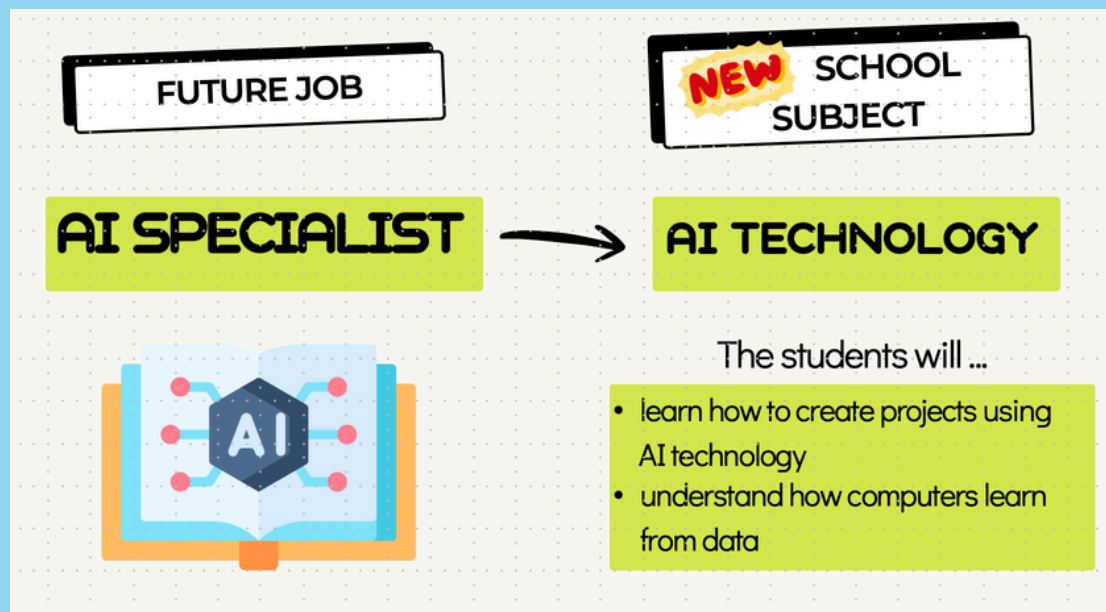 FUTURE JOB
NEW SCHOOL
SUBJECT
AI SPECIALIST
AI TECHNOLOGY
AI
The students will ...
• learn how to create projects using
AI technology
• understand how computers learn
from data